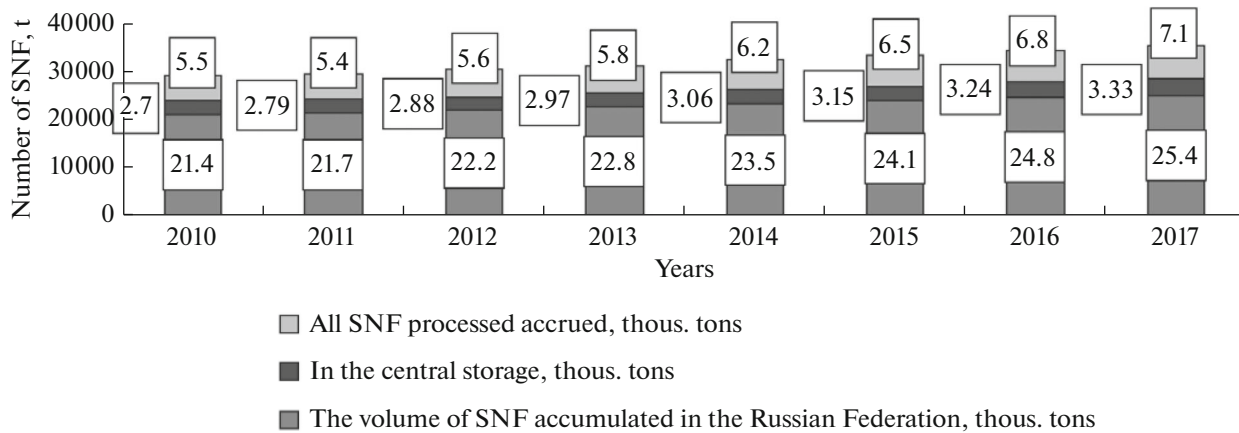 Number of SNF, t
40000
30000
20000
10000
0
5.5 5.4 5.6 5.8 6.2 6.5 6.8 7.1
2.7 2.79 2.88 2.97 3.06 3.15 3.24 3.33
21.4 21.7 22.2 22.8 23.5 24.1 24.8 25.4
2010 2011 2012 2013 2014 2015 2016 2017
Years
All SNF processed accrued, thous. tons
In the central storage, thous. tons
The volume of SNF accumulated in the Russian Federation, thous. tons